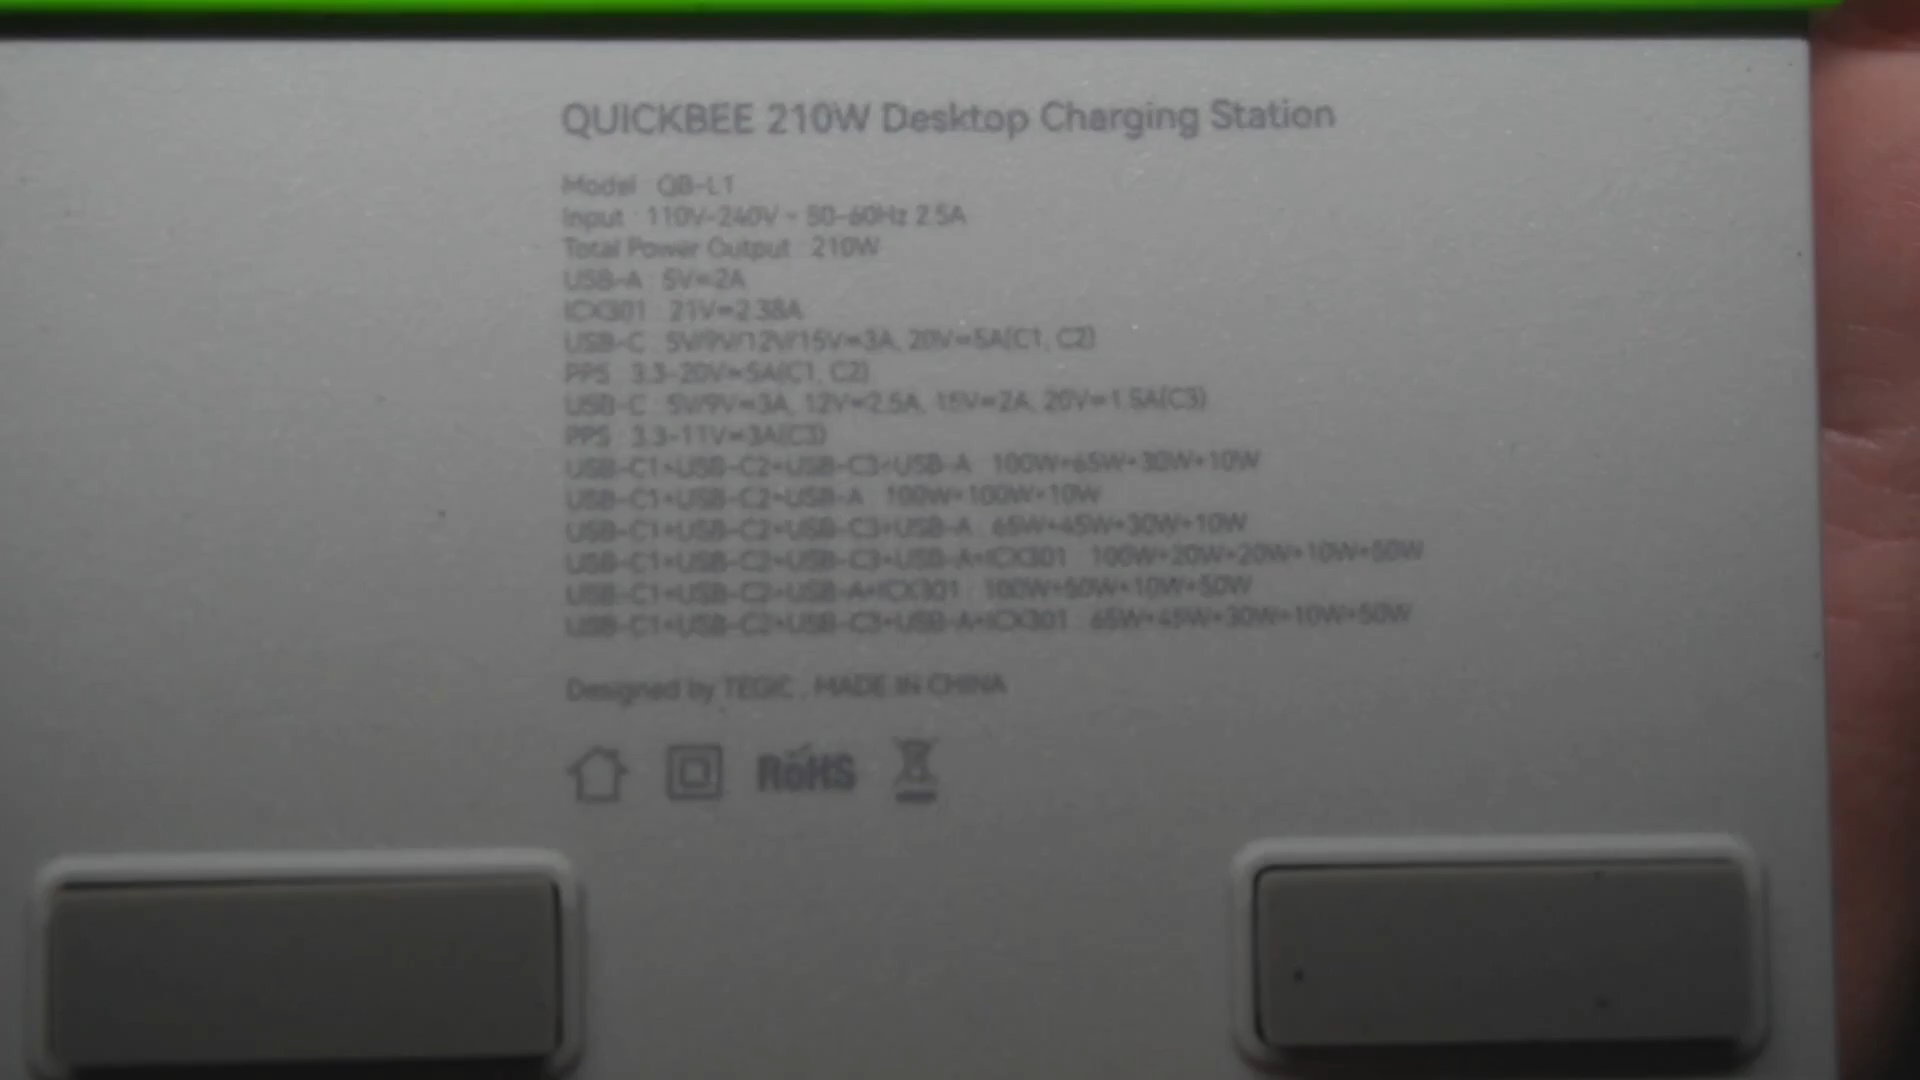 QUICKBEE 210W Desktop Charging Station
Model QB-L1
Input 110V-240V ~ 50-60Hz 2.5A
Total Power Output 210W
USB-A 5V=2A
ICX301 21V=2.38A
USB-C 5V/9V/12V/15V=3A, 20V=5A(C1, C2)
PPS 3.3-20V=5A(C1, C2)
USB-C 5V/9V=3A, 12V=2.5A, 15V=2A, 20V=1.5A(C3)
PPS 3.3-11V=3A(C3)
USB-C1+USB-C2+USB-C3+USB-A 100W+65W+30W+10W
USB-C1+USB-C2+USB-A 100W+100W+10W
USB-C1+USB-C2+USB-C3+USB-A 65W+45W+30W+10W
USB-C1+USB-C2+USB-C3+USB-A+ICX301 100W+20W+20W+10W+50W
USB-C1+USB-C2+USB-A+ICX301 100W+50W+10W+50W
USB-C1+USB-C2+USB-C3+USB-A+ICX301 65W+45W+30W+10W+50W
Designed by TEGIC . MADE IN CHINA
RoHS